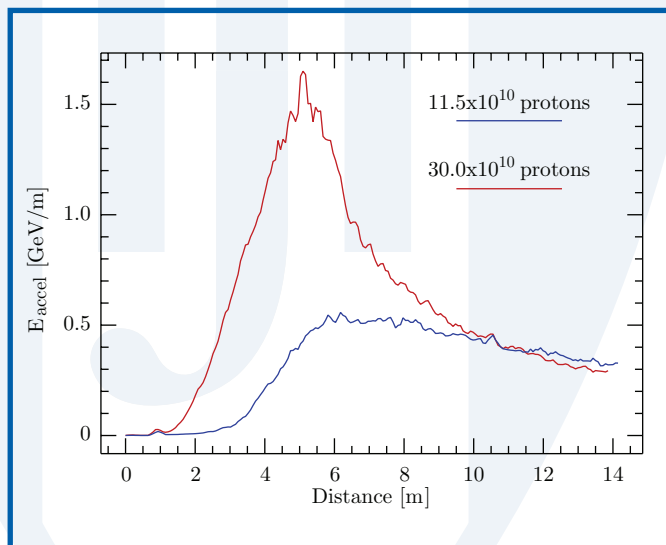 1.5
1.0
0.5
0
E_accel [GeV/m]
11.5x10^10 protons
30.0x10^10 protons
0 2 4 6 8 10 12 14
Distance [m]